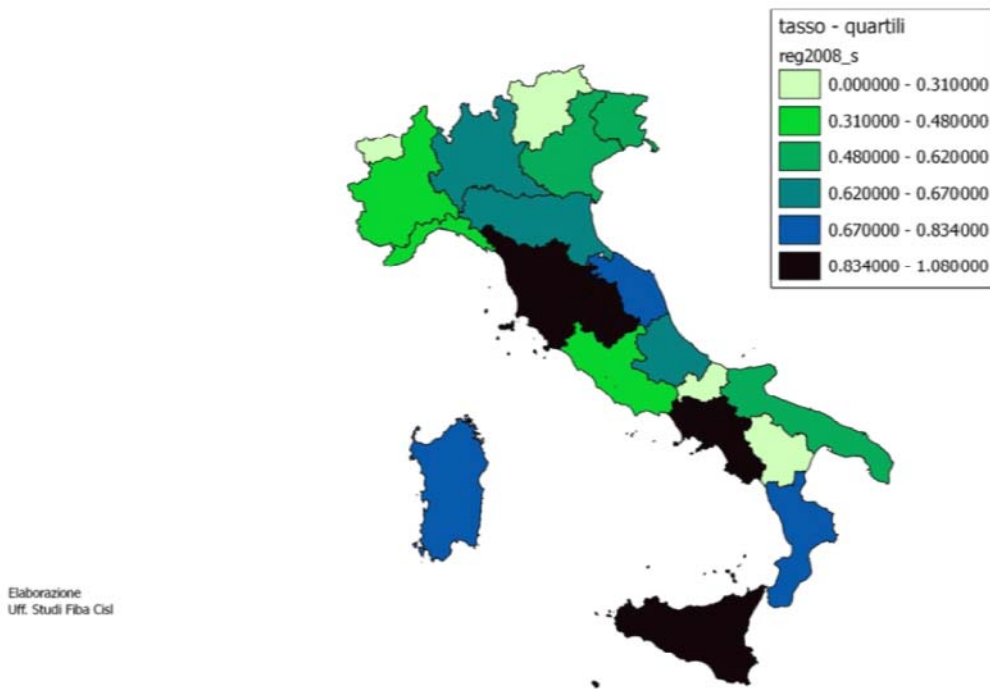 tasso - quartili
reg2008_s
0.000000 - 0.310000
0.310000 - 0.480000
0.480000 - 0.620000
0.620000 - 0.670000
0.670000 - 0.834000
0.834000 - 1.080000
Elaborazione
Uff. Studi Fiba Cisl